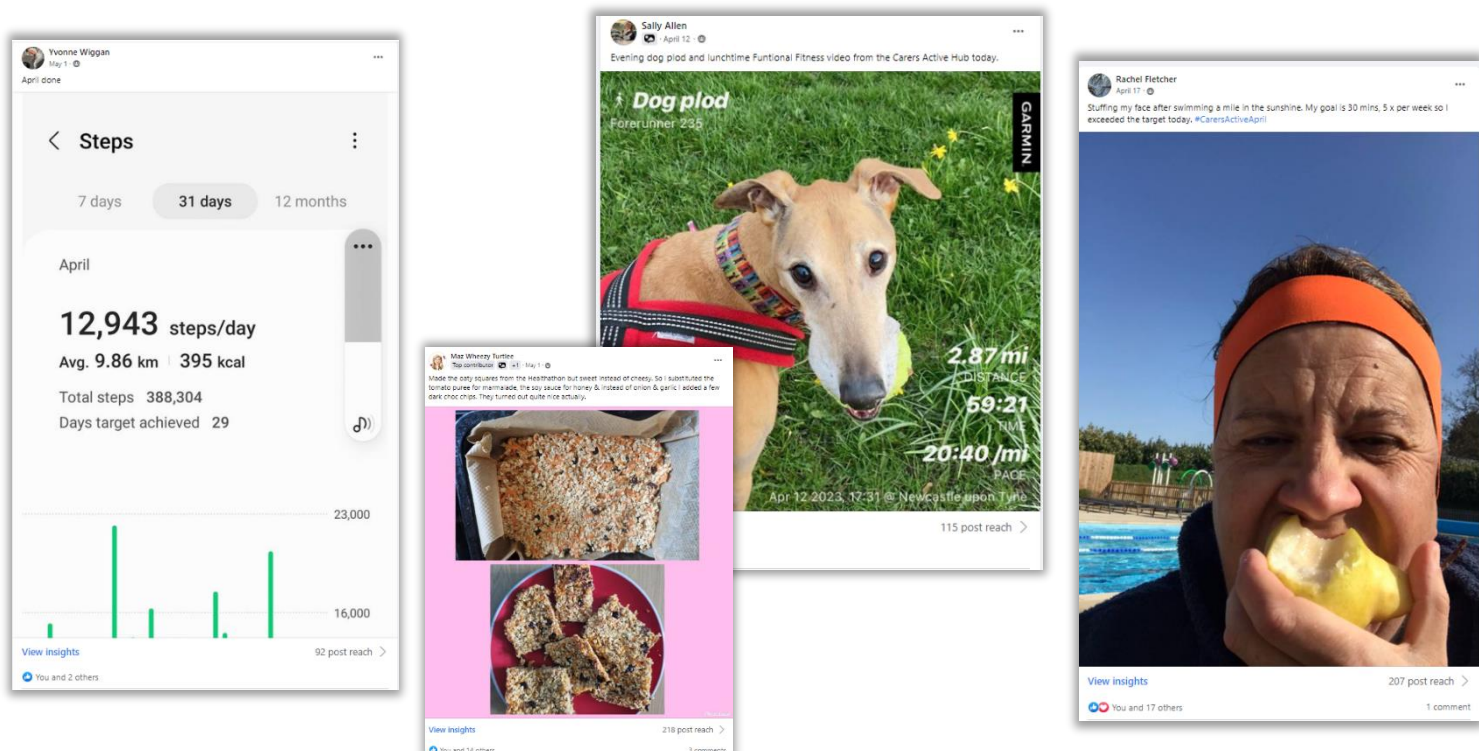 Yvonne Wiggan
May 1 ·
April done
Steps
7 days 31 days 12 months
April
12,943 steps/day
Avg. 9.86 km 395 kcal
Total steps 388,304
Days target achieved 29
23,000
16,000
View insights 92 post reach
You and 2 others
Maz Wheezy Turtlee
Top contributor +1 · May 1 ·
Made the oaty squares from the Healthathon but sweet instead of cheesy. So I substituted the
tomato puree for marmalade, the soy sauce for honey & instead of onion & garlic I added a few
dark choc chips. They turned out quite nice actually.
View insights 218 post reach
You and 14 others 3 comments
Sally Allen
· April 12 ·
Evening dog plod and lunchtime Funtional Fitness video from the Carers Active Hub today.
Dog plod
Forerunner 235
GARMIN
2.87 mi
DISTANCE
59:21
TIME
20:40 /mi
PACE
Apr 12 2023, 17:31 @ Newcastle upon Tyne
115 post reach
Rachel Fletcher
April 17 ·
Stuffing my face after swimming a mile in the sunshine. My goal is 30 mins, 5 x per week so I
exceeded the target today. #CarersActiveApril
View insights 207 post reach
You and 17 others 1 comment